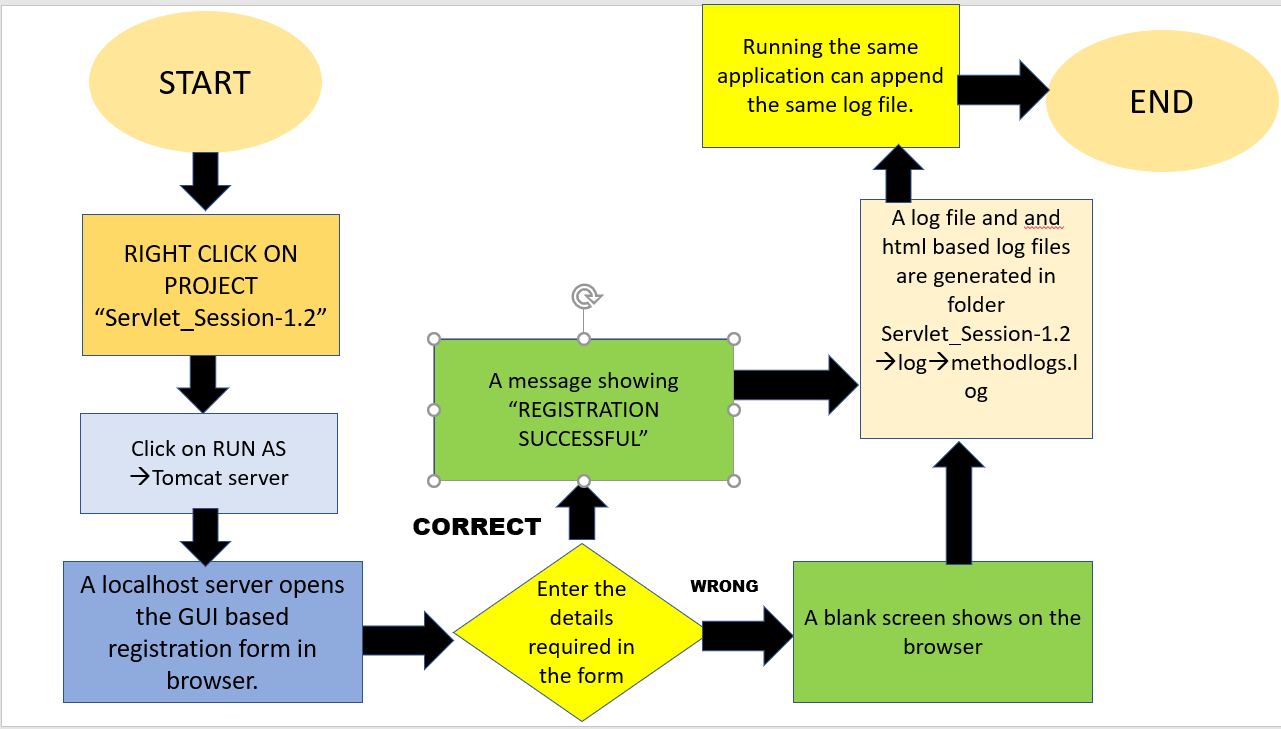 START
RIGHT CLICK ON
PROJECT
“Servlet_Session-1.2”
Click on RUN AS
→Tomcat server
A localhost server opens
the GUI based
registration form in
browser.
Enter the
details
required in
the form
CORRECT
A message showing
“REGISTRATION
SUCCESSFUL”
WRONG
A blank screen shows on the
browser
A log file and and
html based log files
are generated in
folder
Servlet_Session-1.2
→log→methodlogs.l
og
Running the same
application can append
the same log file.
END